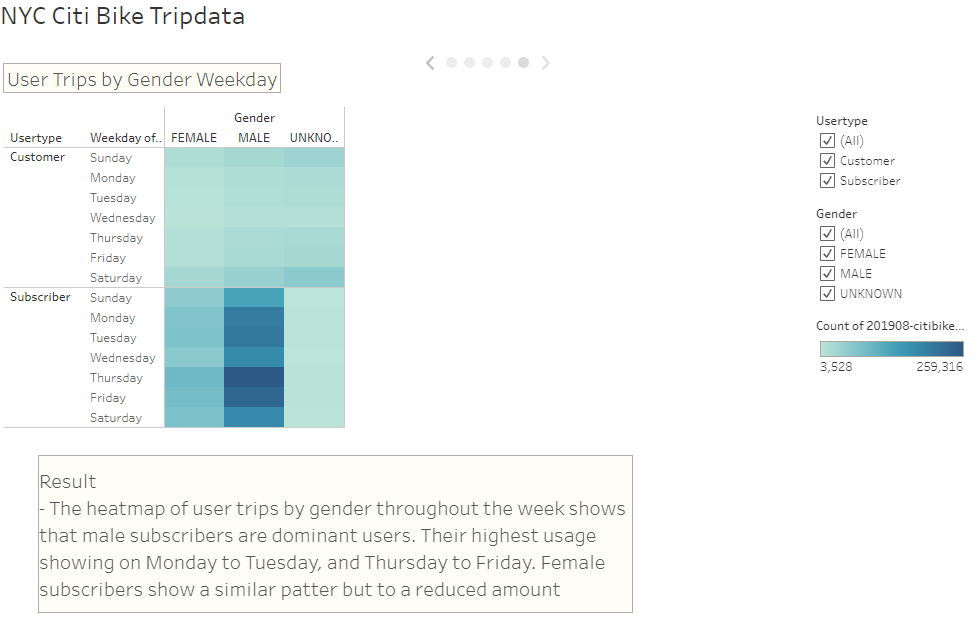 NYC Citi Bike Tripdata
User Trips by Gender Weekday
Gender
Usertype Weekday of.. FEMALE MALE UNKNO..
Customer Sunday
Monday
Tuesday
Wednesday
Thursday
Friday
Saturday
Subscriber Sunday
Monday
Tuesday
Wednesday
Thursday
Friday
Saturday
Usertype
(All)
Customer
Subscriber
Gender
(All)
FEMALE
MALE
UNKNOWN
Count of 201908-citibike...
3,528 259,316
Result
- The heatmap of user trips by gender throughout the week shows
that male subscribers are dominant users. Their highest usage
showing on Monday to Tuesday, and Thursday to Friday. Female
subscribers show a similar patter but to a reduced amount